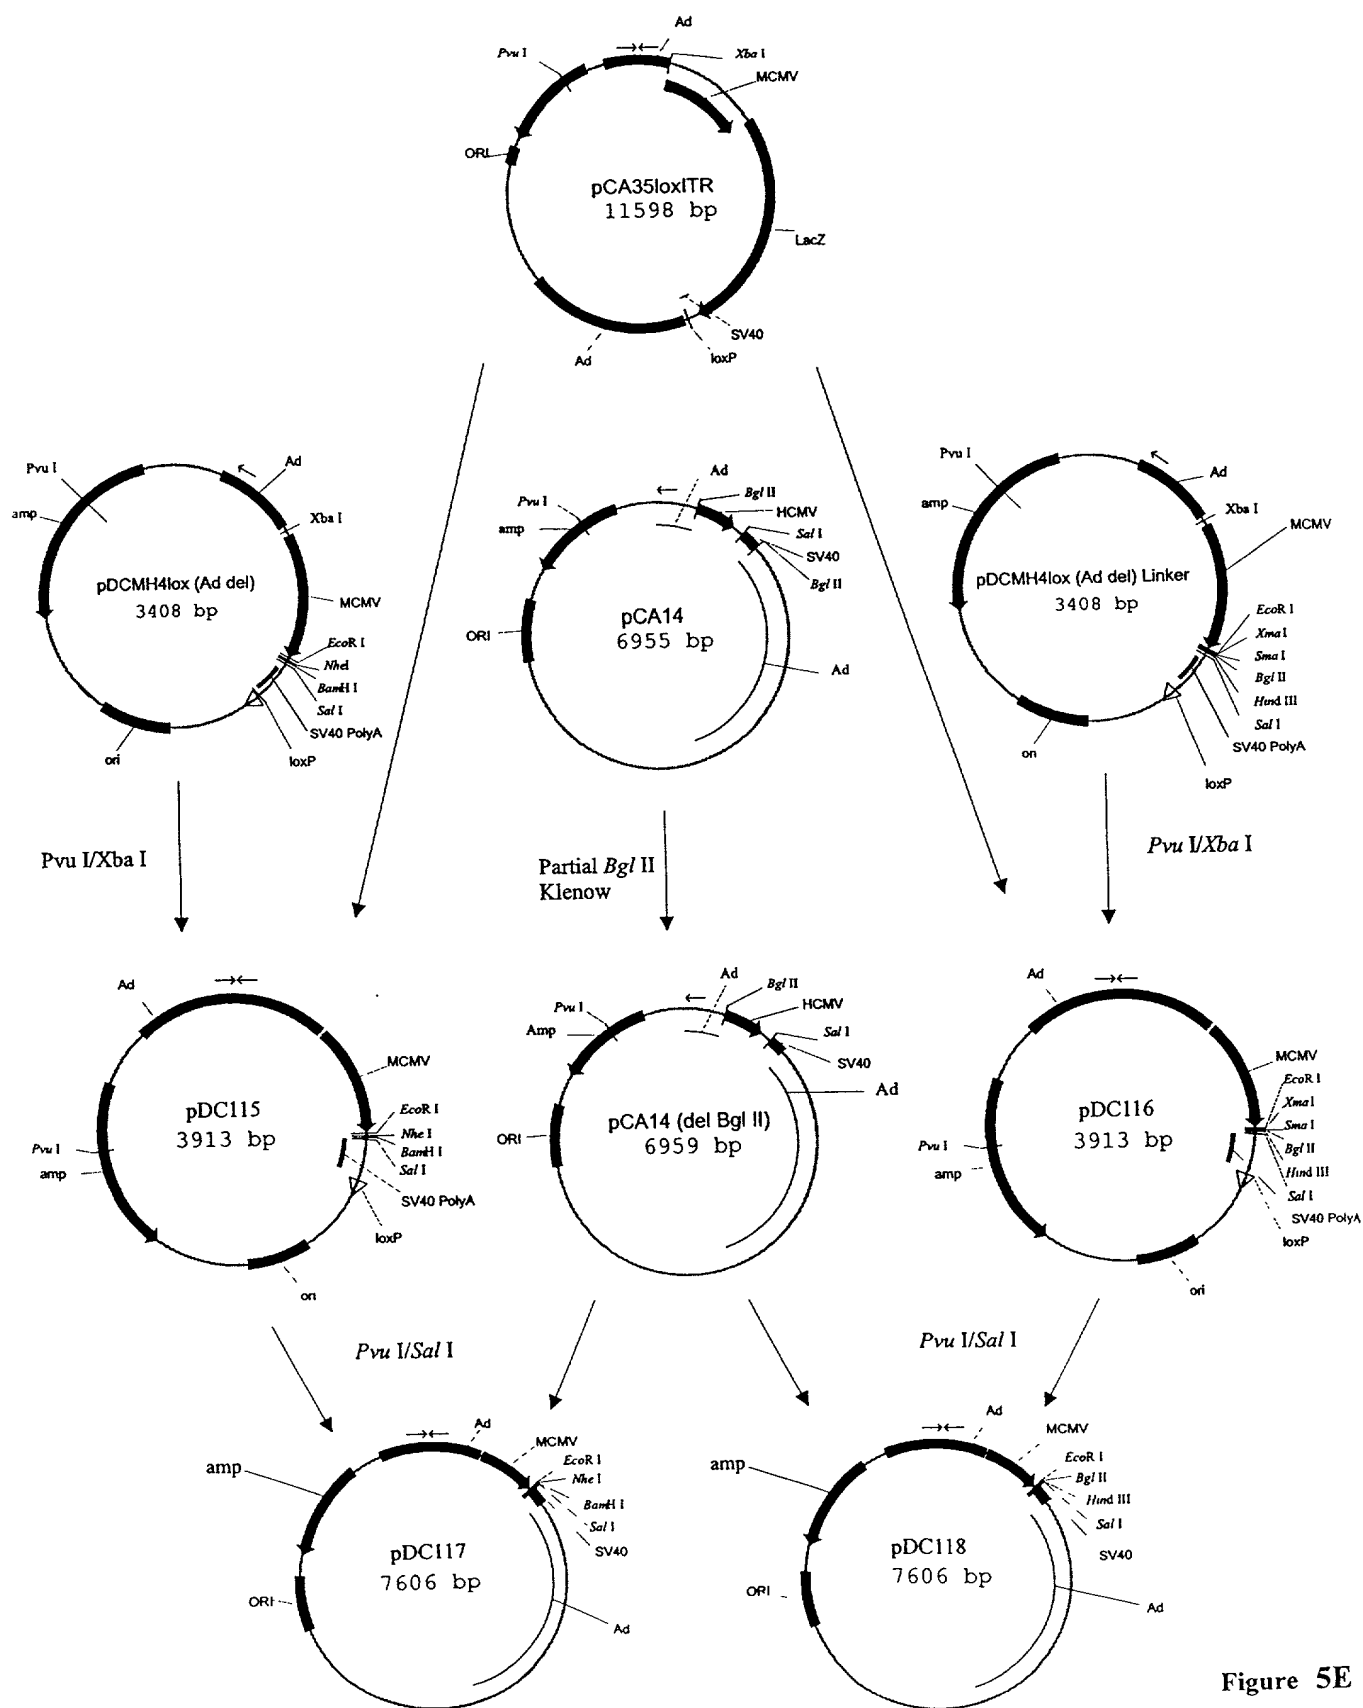 Ad
Pvu I
Xba I
MCMV
ORI
pCA35loxITR
11598 bp
LacZ
SV40
loxP
Ad
Pvu I
Ad
amp
Xba I
pDCMH4lox (Ad del)
3408 bp
MCMV
EcoR I
NheI
BamH I
Sal I
SV40 PolyA
loxP
ori
Ad
Bgl II
Pvu I
HCMV
amp
Sal I
SV40
Bgl II
pCA14
6955 bp
ORI
Ad
Pvu I
Ad
amp
Xba I
MCMV
pDCMH4lox (Ad del) Linker
3408 bp
EcoR I
Xma I
Sma I
Bgl II
Hind III
Sal I
SV40 PolyA
loxP
ori
Pvu I/Xba I
Partial Bgl II
Klenow
Pvu I/Xba I
Ad
MCMV
pDC115
3913 bp
EcoR I
Nhe I
BamH I
Sal I
Pvu I
amp
SV40 PolyA
loxP
ori
Ad
Bgl II
Pvu I
HCMV
Amp
Sal I
SV40
Ad
pCA14 (del Bgl II)
6959 bp
ORI
Ad
MCMV
EcoR I
Xma I
Sma I
Bgl II
Hind III
Sal I
SV40 PolyA
loxP
pDC116
3913 bp
Pvu I
amp
ori
Pvu I/Sal I
Pvu I/Sal I
Ad
MCMV
EcoR I
Nhe I
BamH I
Sal I
SV40
amp
pDC117
7606 bp
ORI
Ad
Ad
MCMV
EcoR I
Bgl II
Hind III
Sal I
SV40
amp
pDC118
7606 bp
ORI
Ad
Figure 5E